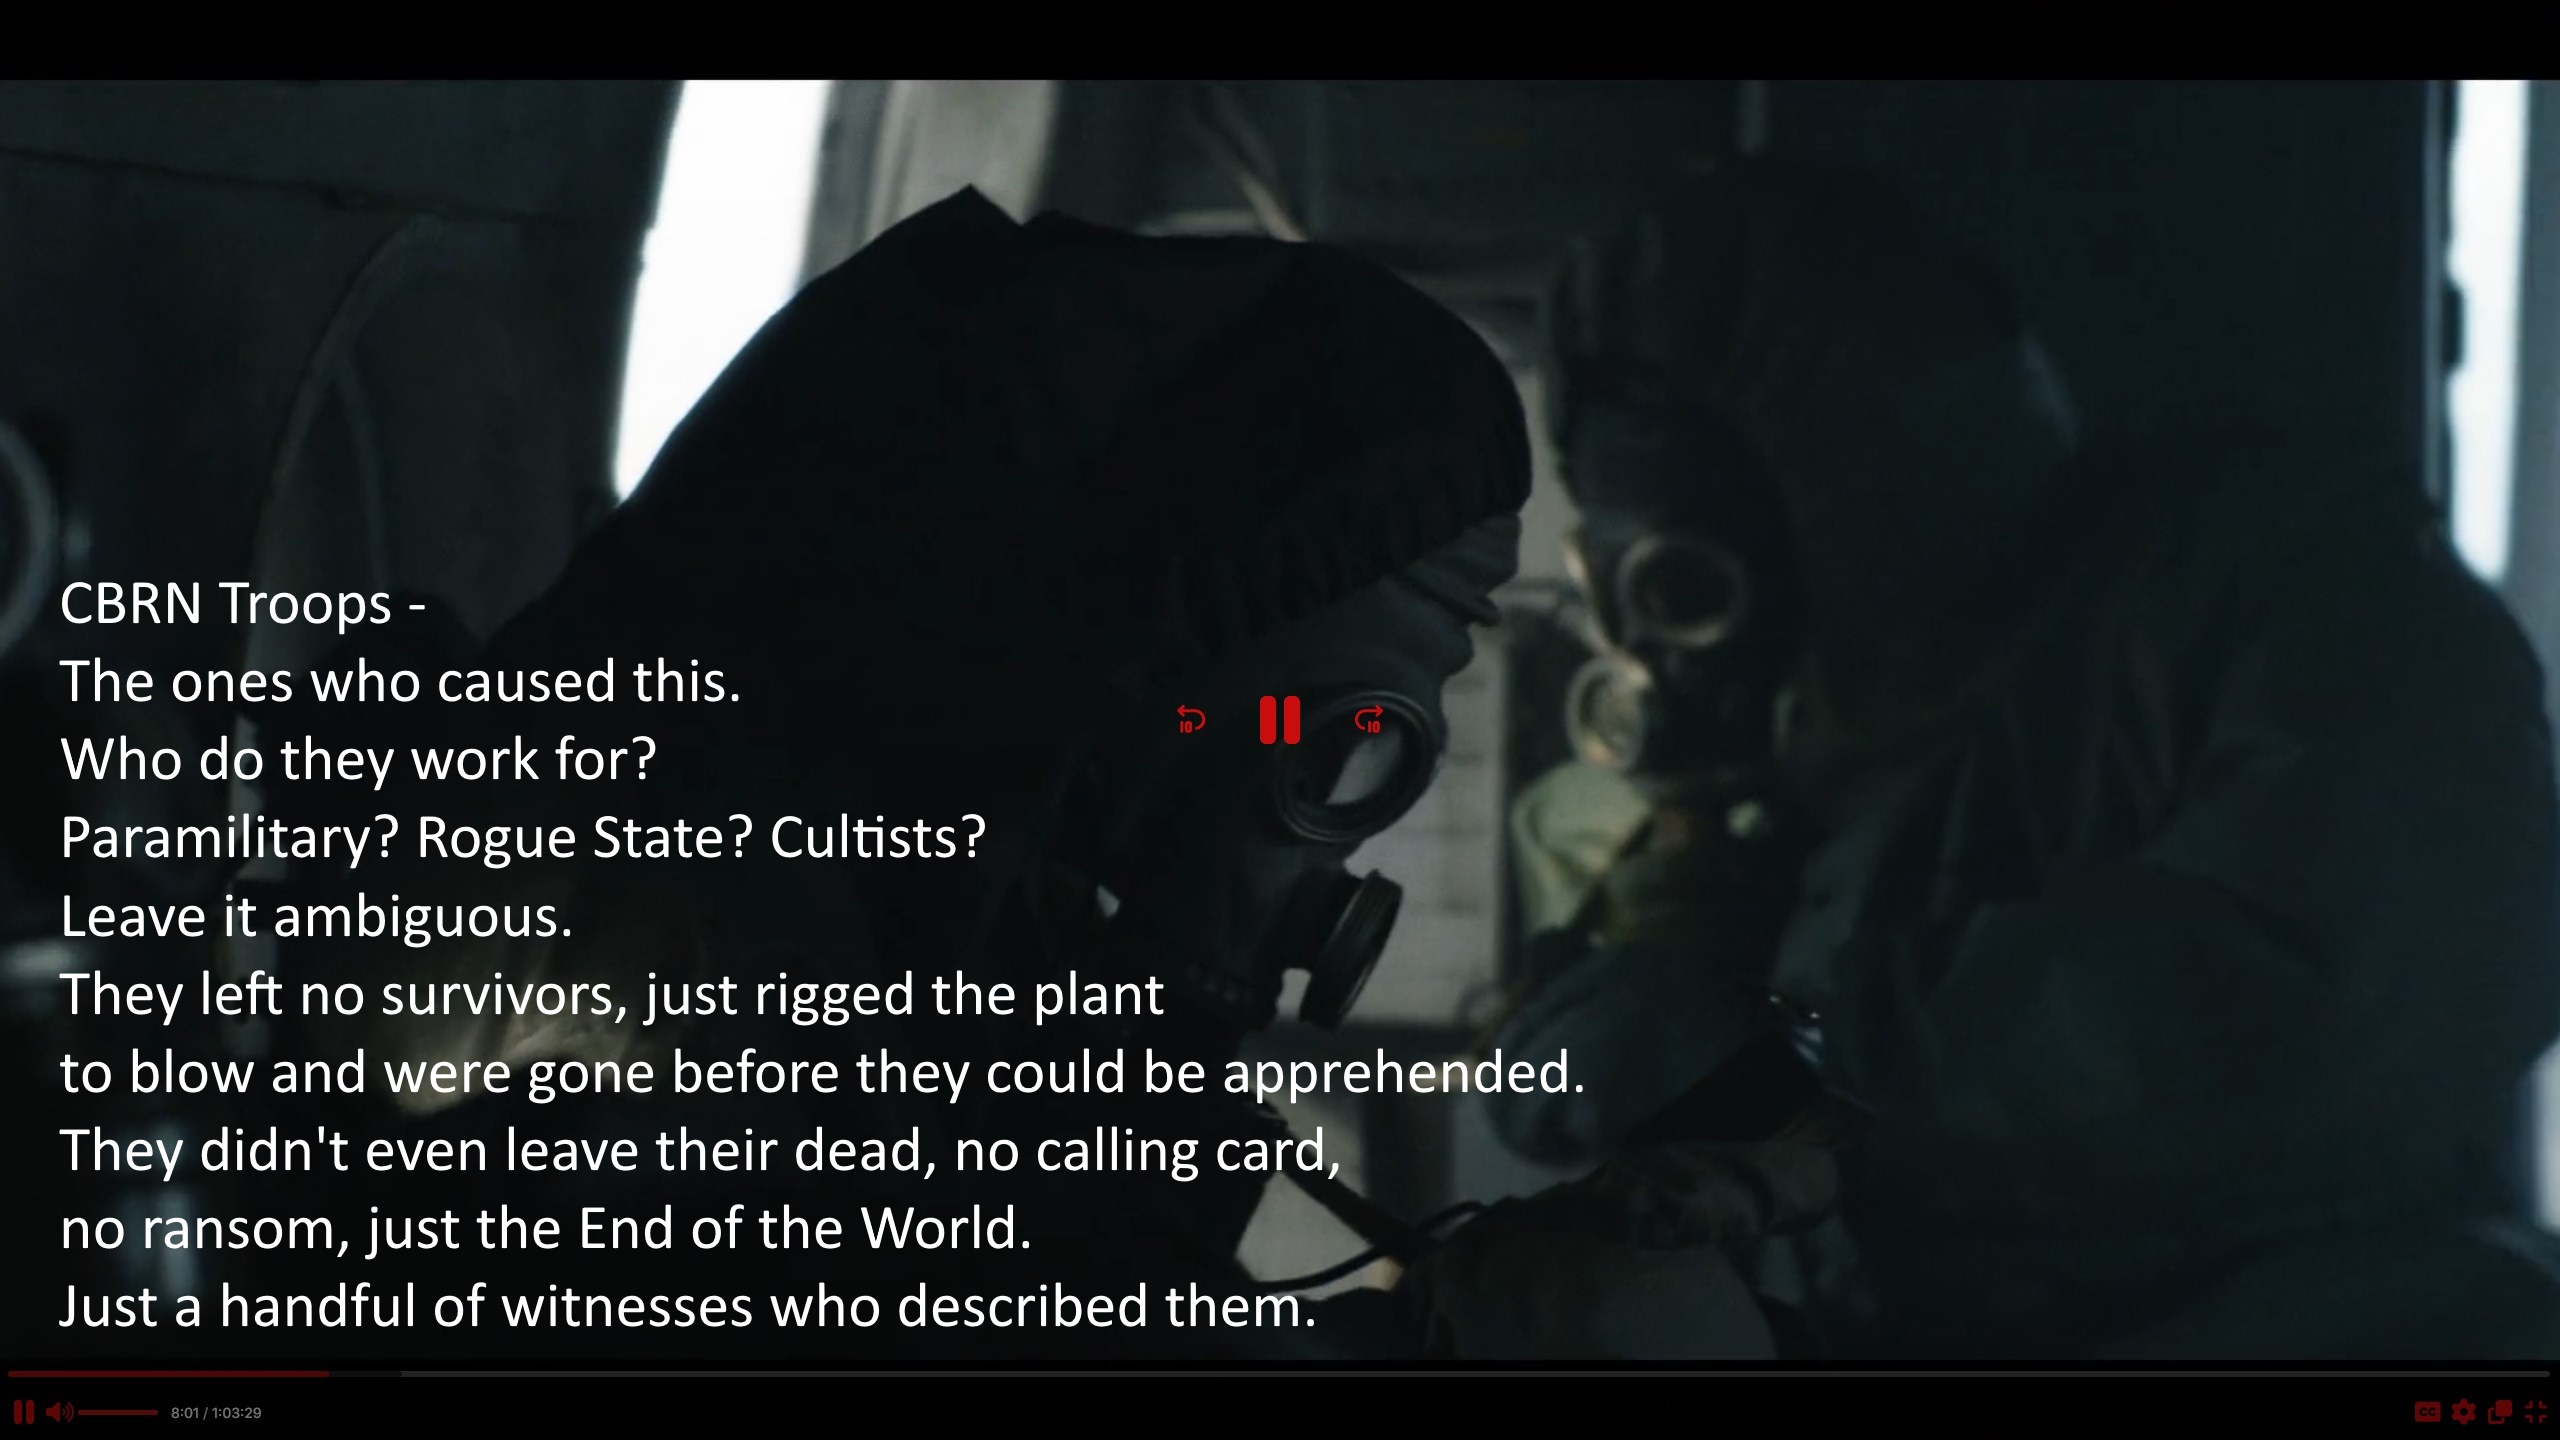 CBRN Troops -
The ones who caused this.
Who do they work for?
Paramilitary? Rogue State? Cultists?
Leave it ambiguous.
They left no survivors, just rigged the plant
to blow and were gone before they could be apprehended.
They didn't even leave their dead, no calling card,
no ransom, just the End of the World.
Just a handful of witnesses who described them.
10 10
8:01 / 1:03:29 CC